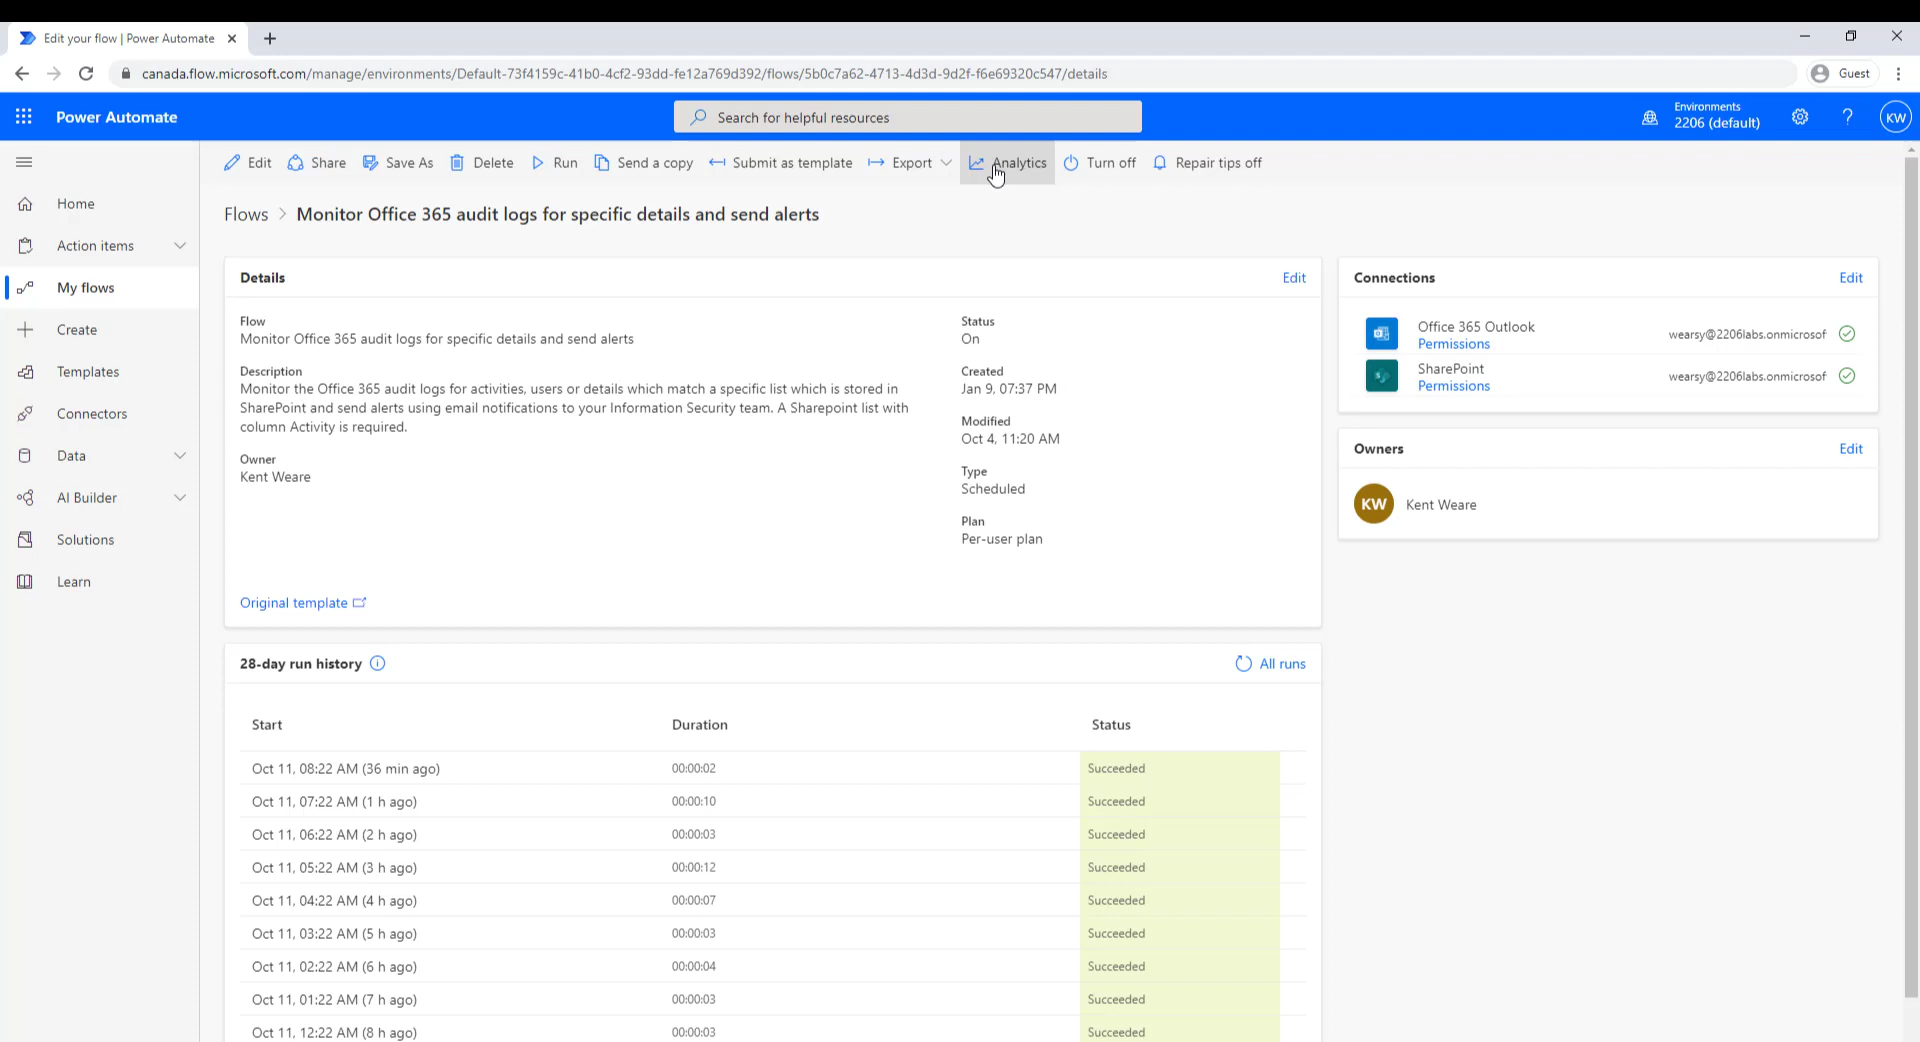 Edit your flow | Power Automate
canada.flow.microsoft.com/manage/environments/Default-73f4159c-41b0-4cf2-93dd-fe12a769d392/flows/5b0c7a62-4713-4d3d-9d2f-f6e69320c547/details
Guest
Power Automate
Search for helpful resources
Environments
2206 (default)
KW
Edit Share Save As Delete Run Send a copy Submit as template Export Analytics Turn off Repair tips off
Home
Action items
My flows
Create
Templates
Connectors
Data
AI Builder
Solutions
Learn
Flows > Monitor Office 365 audit logs for specific details and send alerts
Details Edit
Flow
Monitor Office 365 audit logs for specific details and send alerts
Description
Monitor the Office 365 audit logs for activities, users or details which match a specific list which is stored in
SharePoint and send alerts using email notifications to your Information Security team. A Sharepoint list with
column Activity is required.
Owner
Kent Weare
Status
On
Created
Jan 9, 07:37 PM
Modified
Oct 4, 11:20 AM
Type
Scheduled
Plan
Per-user plan
Original template
Connections Edit
Office 365 Outlook
Permissions
wearsy@2206labs.onmicrosof
SharePoint
Permissions
wearsy@2206labs.onmicrosof
Owners Edit
KW Kent Weare
28-day run history All runs
Start Duration Status
Oct 11, 08:22 AM (36 min ago) 00:00:02 Succeeded
Oct 11, 07:22 AM (1 h ago) 00:00:10 Succeeded
Oct 11, 06:22 AM (2 h ago) 00:00:03 Succeeded
Oct 11, 05:22 AM (3 h ago) 00:00:12 Succeeded
Oct 11, 04:22 AM (4 h ago) 00:00:07 Succeeded
Oct 11, 03:22 AM (5 h ago) 00:00:03 Succeeded
Oct 11, 02:22 AM (6 h ago) 00:00:04 Succeeded
Oct 11, 01:22 AM (7 h ago) 00:00:03 Succeeded
Oct 11, 12:22 AM (8 h ago) 00:00:03 Succeeded